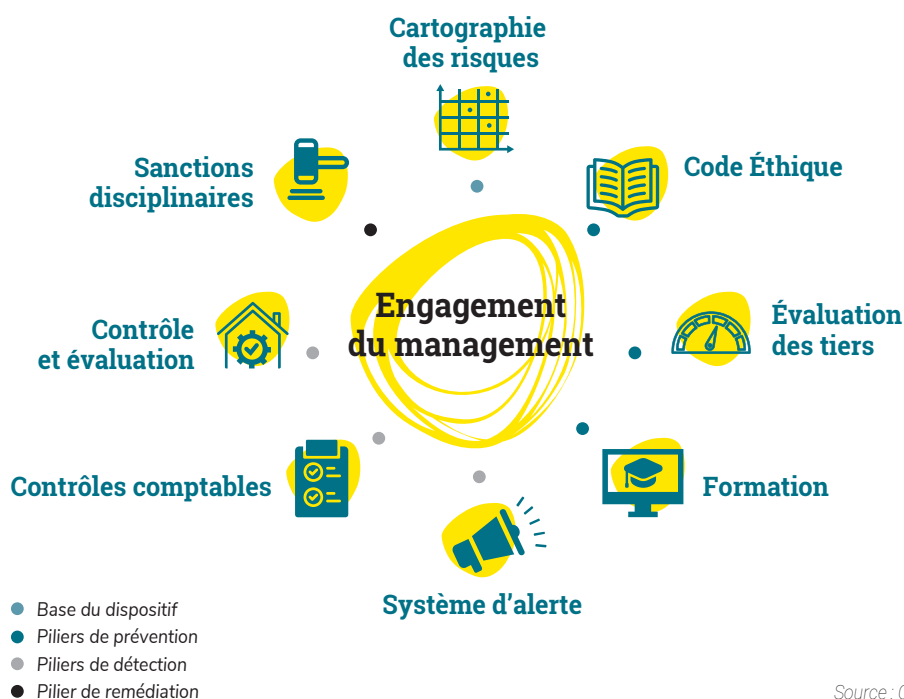 Cartographie
des risques
Code Éthique
Évaluation
des tiers
Formation
Système d'alerte
Contrôles comptables
Contrôle
et évaluation
Sanctions
disciplinaires
Engagement
du management
Base du dispositif
Piliers de prévention
Piliers de détection
Pilier de remédiation
Source :